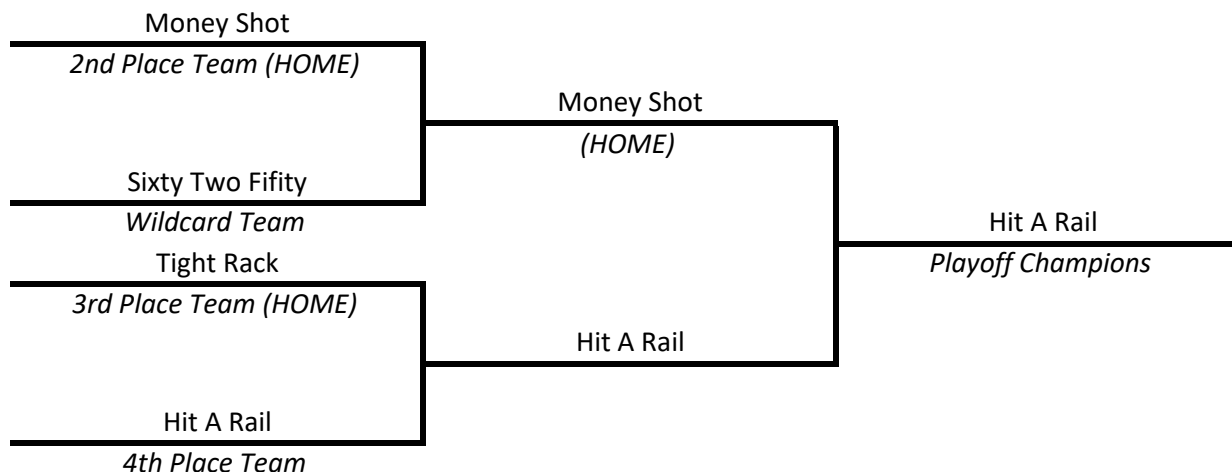 Money Shot
2nd Place Team (HOME)
Sixty Two Fifity
Wildcard Team
Tight Rack
3rd Place Team (HOME)
Hit A Rail
4th Place Team
Money Shot
(HOME)
Hit A Rail
Hit A Rail
Playoff Champions